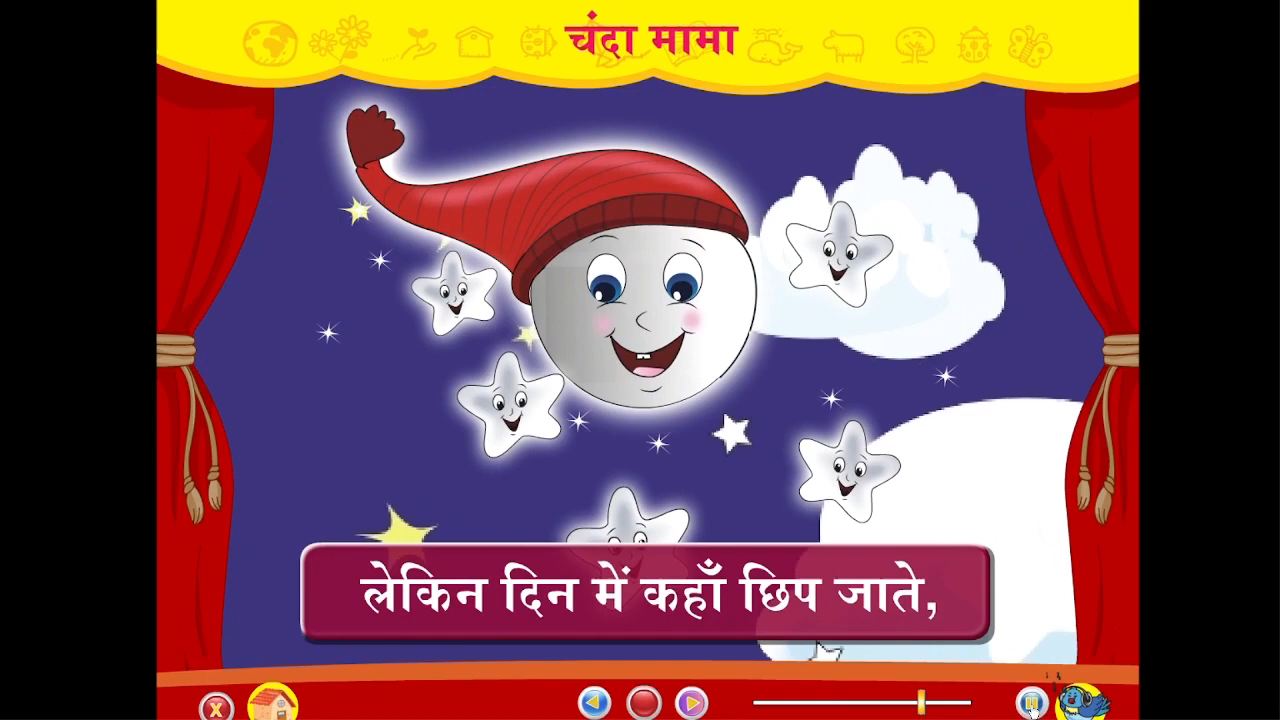 चंदा मामा
लेकिन दिन में कहाँ छिप जाते,
X